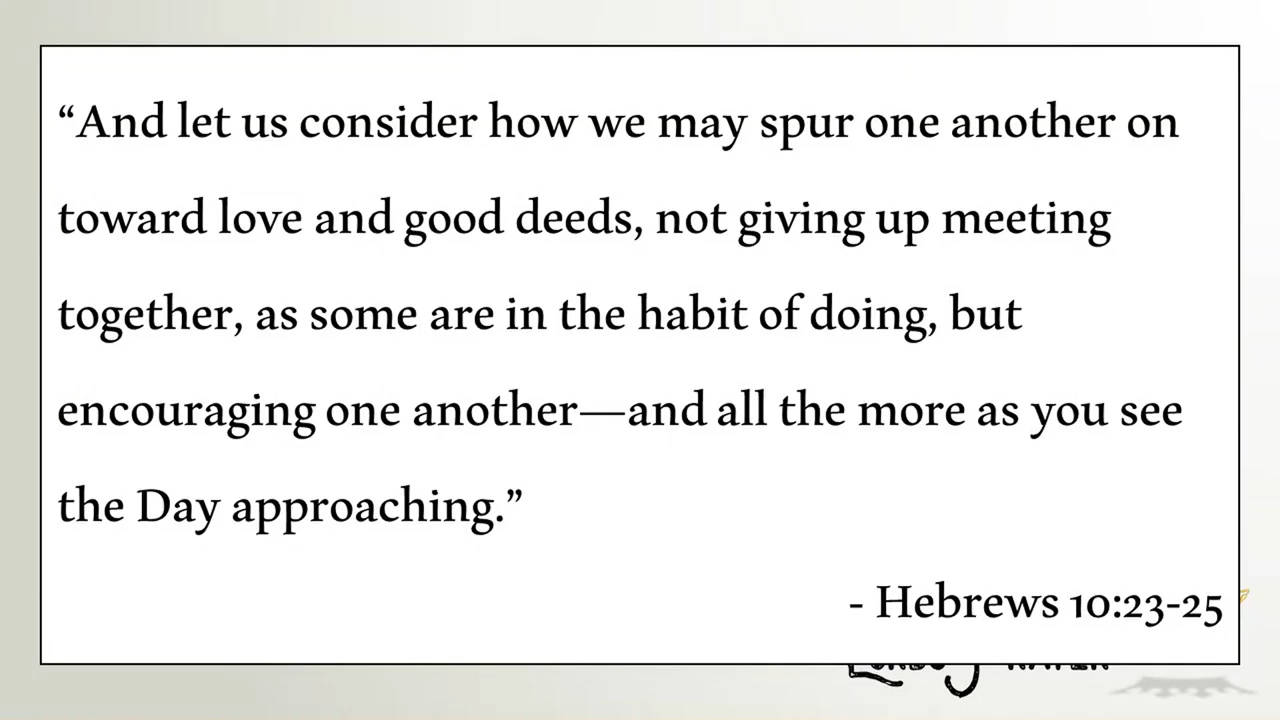 “And let us consider how we may spur one another on
toward love and good deeds, not giving up meeting
together, as some are in the habit of doing, but
encouraging one another—and all the more as you see
the Day approaching.”
- Hebrews 10:23-25